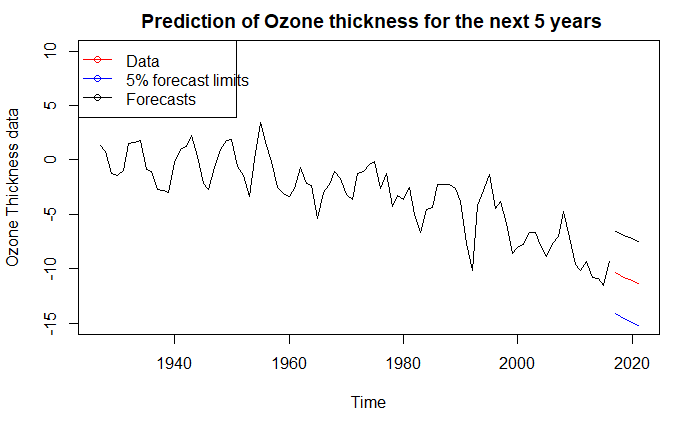 Prediction of Ozone thickness for the next 5 years
Data
5% forecast limits
Forecasts
Ozone Thickness data
10
5
0
-5
-10
-15
1940 1960 1980 2000 2020
Time